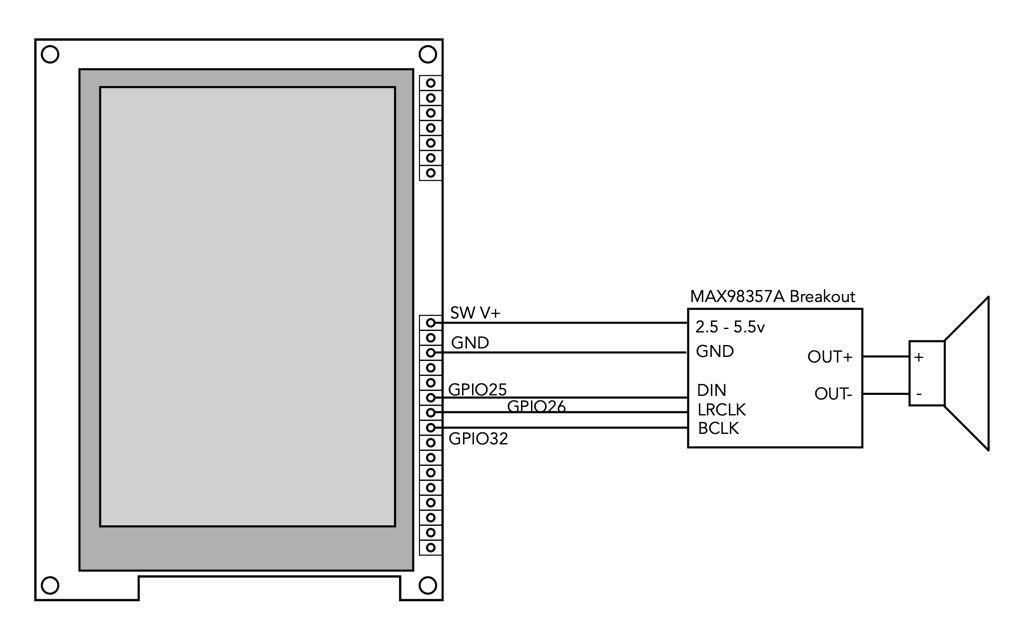 MAX98357A Breakout
SW V+
2.5 - 5.5v
GND
GND
OUT+
+
GPIO25
DIN
OUT-
-
GPIO26
LRCLK
GPIO32
BCLK